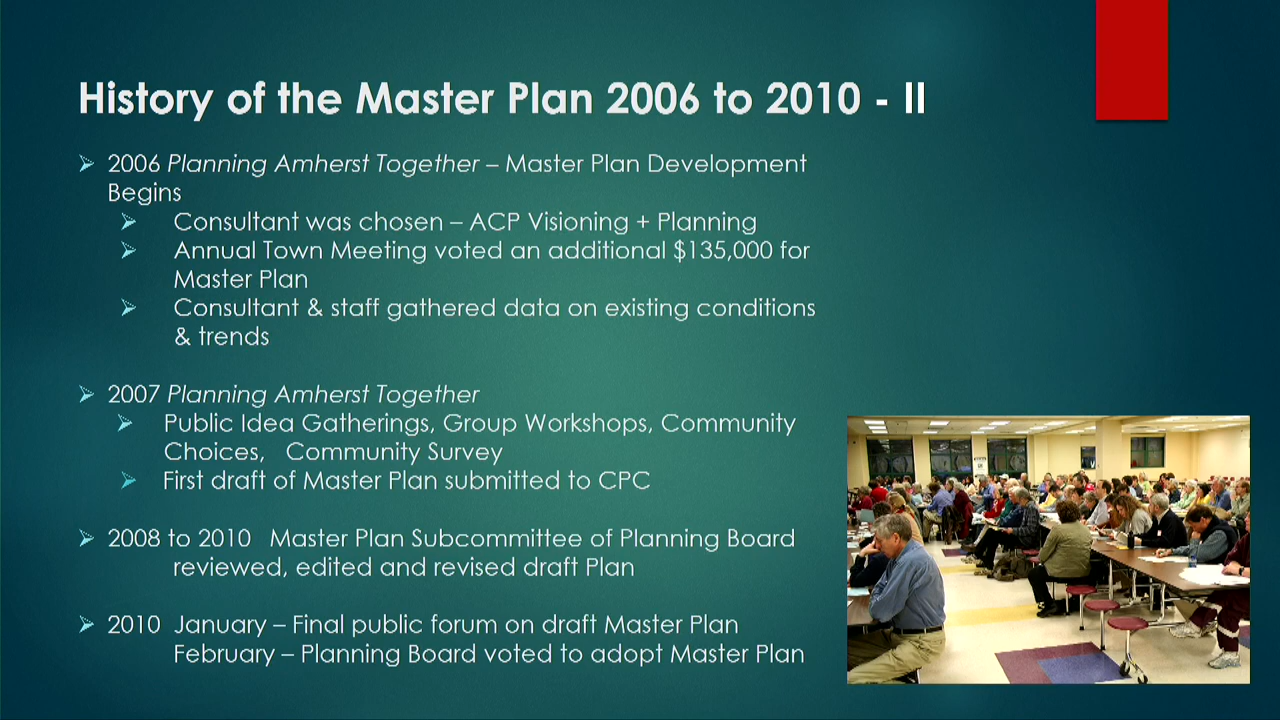 History of the Master Plan 2006 to 2010 - II
➢ 2006 Planning Amherst Together – Master Plan Development
Begins
➢ Consultant was chosen – ACP Visioning + Planning
➢ Annual Town Meeting voted an additional $135,000 for
Master Plan
➢ Consultant & staff gathered data on existing conditions
& trends
➢ 2007 Planning Amherst Together
➢ Public Idea Gatherings, Group Workshops, Community
Choices, Community Survey
➢ First draft of Master Plan submitted to CPC
➢ 2008 to 2010 Master Plan Subcommittee of Planning Board
reviewed, edited and revised draft Plan
➢ 2010 January – Final public forum on draft Master Plan
February – Planning Board voted to adopt Master Plan